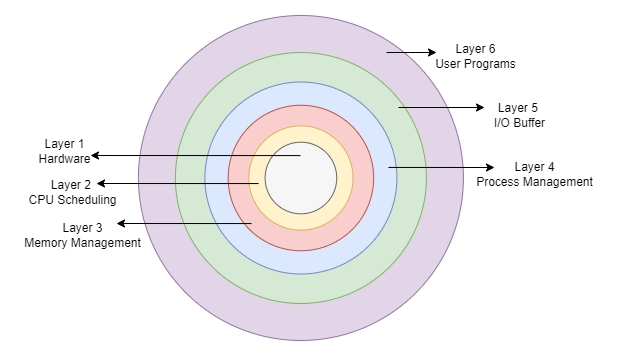 Layer 6
User Programs
Layer 5
I/O Buffer
Layer 1
Hardware
Layer 4
Process Management
Layer 2
CPU Scheduling
Layer 3
Memory Management